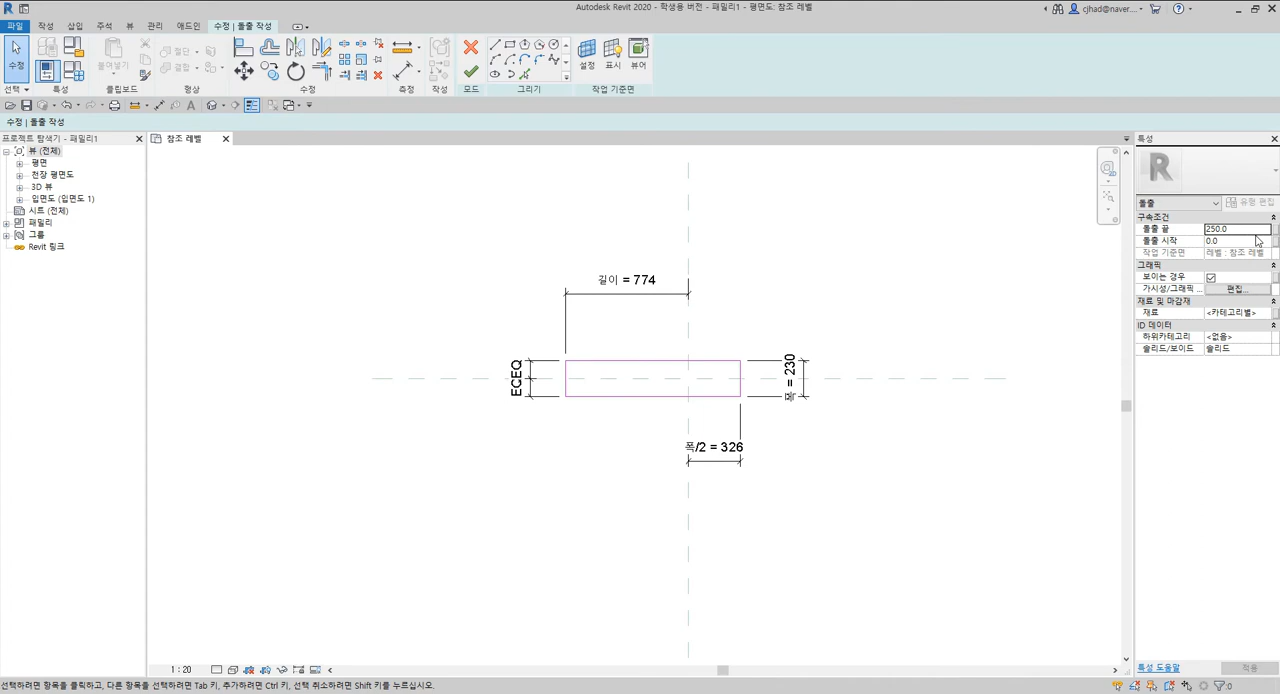 Autodesk Revit 2020 - 학생용 버전 - 패밀리1 - 평면도: 참조 레벨
cjhad@naver....
파일 작성 삽입 주석 뷰 관리 애드인 수정 | 돌출 작성
수정
붙여넣기
절단
결합
설정 표시 뷰어
선택 특성 클립보드 형상 수정 측정 작성 모드 그리기 작업 기준면
수정 | 돌출 작성
프로젝트 탐색기 - 패밀리1
뷰 (전체)
평면
천장 평면도
3D 뷰
입면도 (입면도 1)
시트 (전체)
패밀리
그룹
Revit 링크
참조 레벨
길이 = 774
폭 = 230
폭/2 = 326
특성
돌출
유형 편집
구속조건
돌출 끝 250.0
돌출 시작 0.0
작업 기준면 레벨 : 참조 레벨
그래픽
보이는 경우
가시성/그래픽 ... 편집...
재료 및 마감재
재료 <카테고리별>
ID 데이터
하위카테고리 <없음>
솔리드/보이드 솔리드
특성 도움말
적용
1 : 20
선택하려면 항목을 클릭하고, 다른 항목을 선택하려면 Tab 키, 추가하려면 Ctrl 키, 선택 취소하려면 Shift 키를 누르십시오.
:0